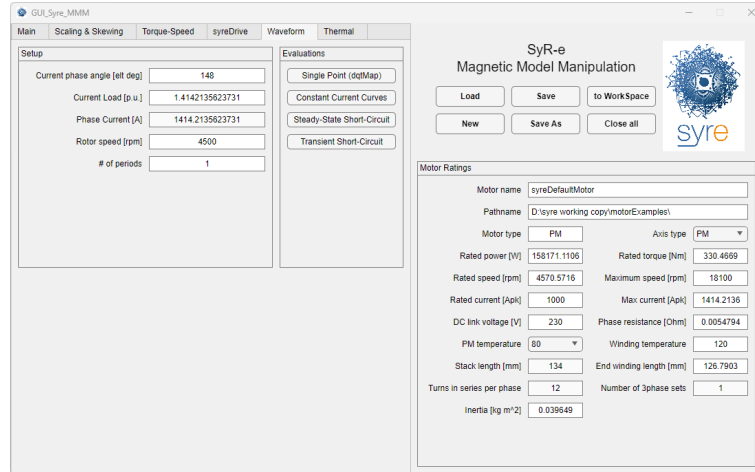 GUI_Syre_MMM
Main Scaling & Skewing Torque-Speed syreDrive Waveform Thermal
Setup
Current phase angle [elt deg] 148
Current Load [p.u.] 1.4142135623731
Phase Current [A] 1414.2135623731
Rotor speed [rpm] 4500
# of periods 1
Evaluations
Single Point (dqtMap)
Constant Current Curves
Steady-State Short-Circuit
Transient Short-Circuit
SyR-e
Magnetic Model Manipulation
Load Save to WorkSpace
New Save As Close all
syre
Motor Ratings
Motor name syreDefaultMotor
Pathname D:\syre working copy\motorExamples\
Motor type PM Axis type PM
Rated power [W] 158171.1106 Rated torque [Nm] 330.4669
Rated speed [rpm] 4570.5716 Maximum speed [rpm] 18100
Rated current [Apk] 1000 Max current [Apk] 1414.2136
DC link voltage [V] 230 Phase resistance [Ohm] 0.0054794
PM temperature 80 Winding temperature 120
Stack length [mm] 134 End winding length [mm] 126.7903
Turns in series per phase 12 Number of 3phase sets 1
Inertia [kg m^2] 0.039649